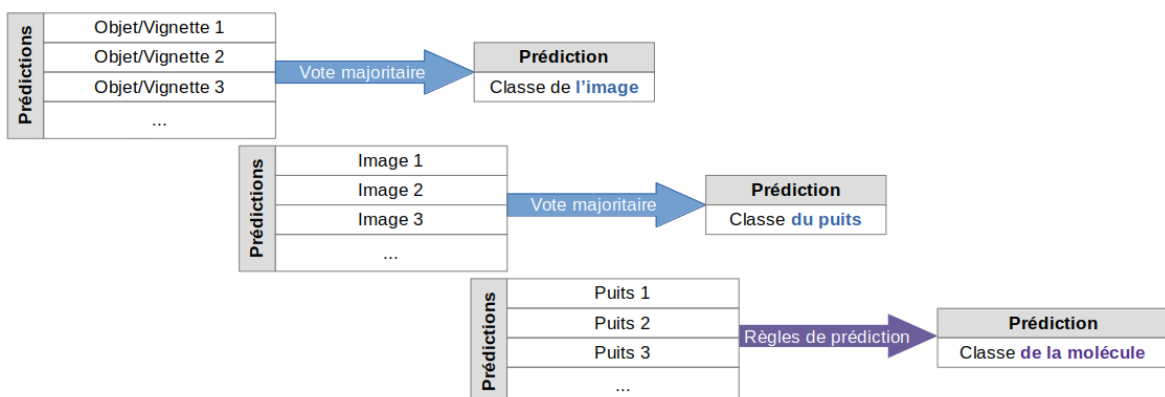 Prédictions
Objet/Vignette 1
Objet/Vignette 2
Objet/Vignette 3
...
Vote majoritaire
Prédiction
Classe de l'image
Prédictions
Image 1
Image 2
Image 3
...
Vote majoritaire
Prédiction
Classe du puits
Prédictions
Puits 1
Puits 2
Puits 3
...
Règles de prédiction
Prédiction
Classe de la molécule